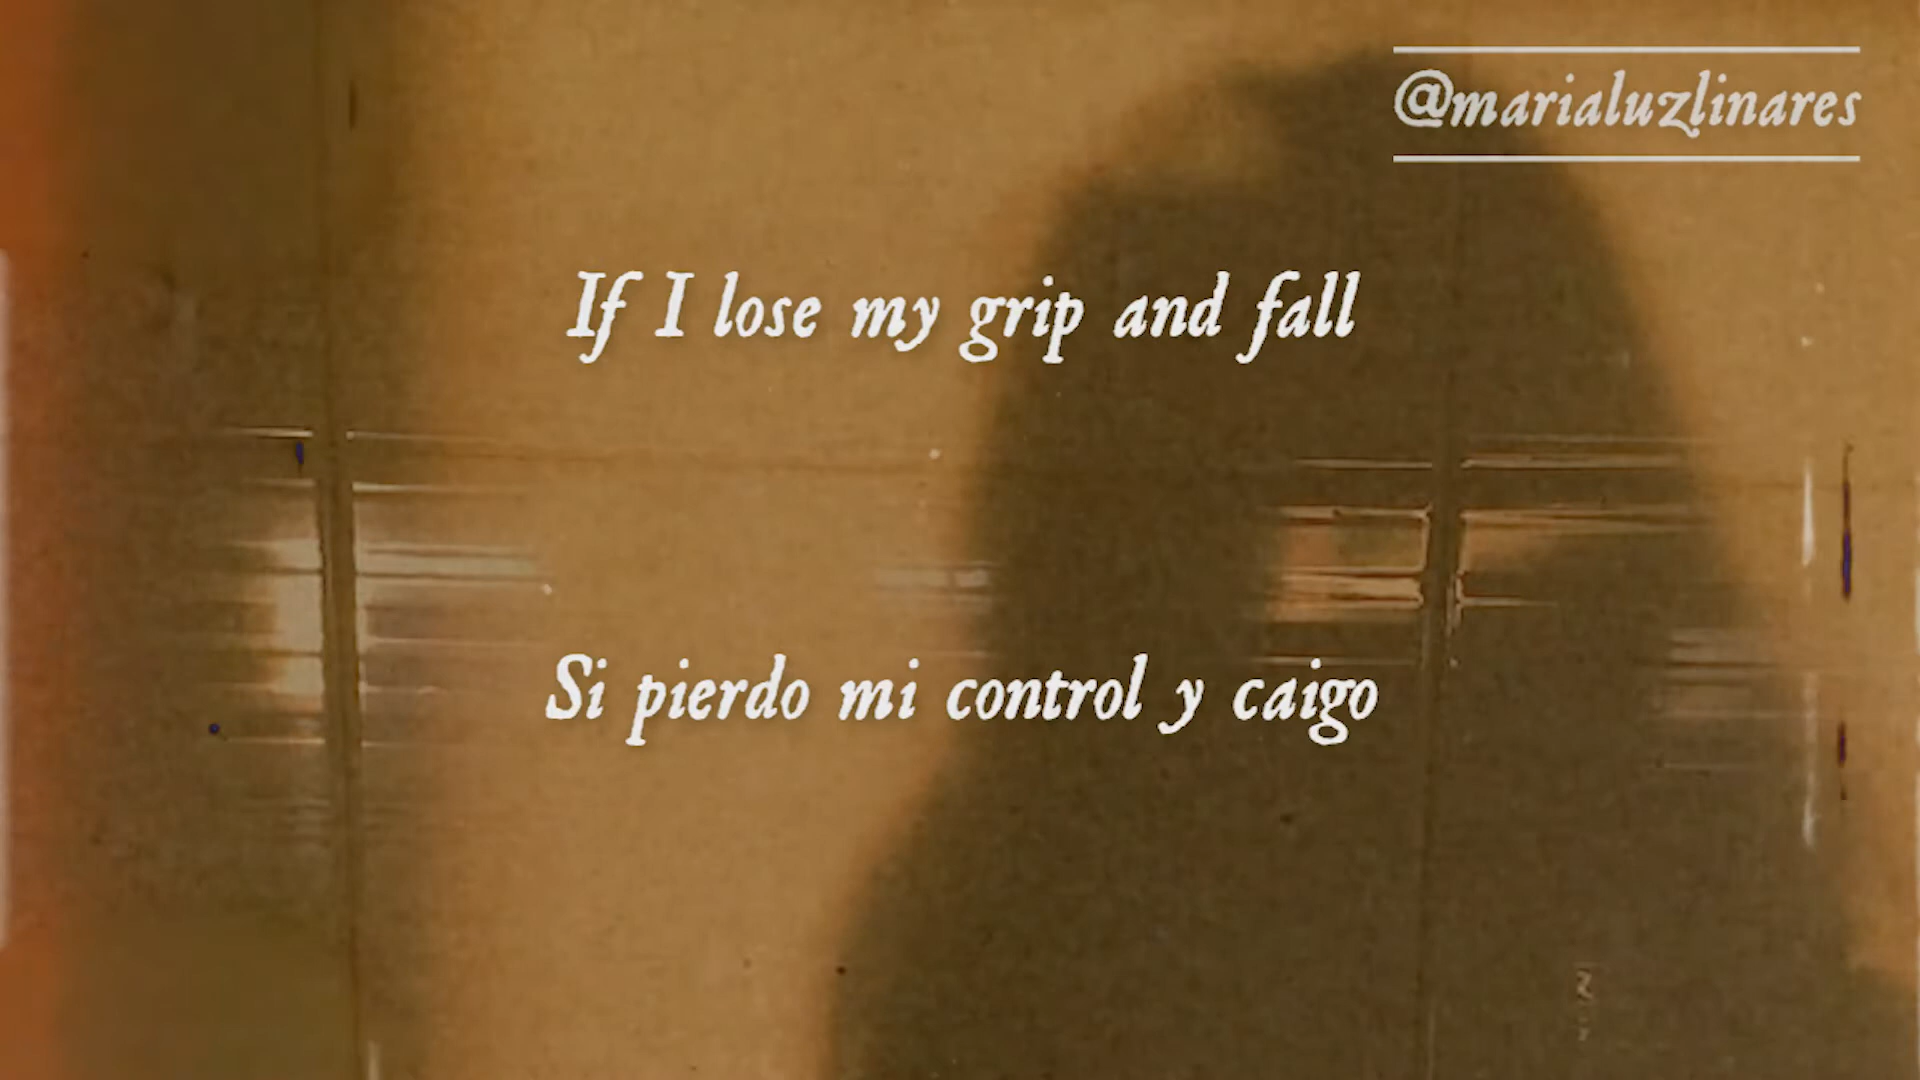 @marialuzlinares
If I lose my grip and fall
Si pierdo mi control y caigo